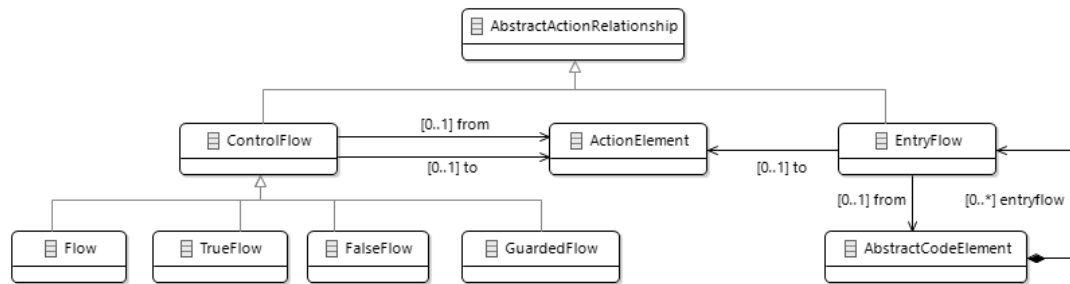 AbstractActionRelationship
[0..1] from
ControlFlow
ActionElement
EntryFlow
[0..1] to
[0..1] to
[0..1] from
[0..*] entryflow
Flow
TrueFlow
FalseFlow
GuardedFlow
AbstractCodeElement